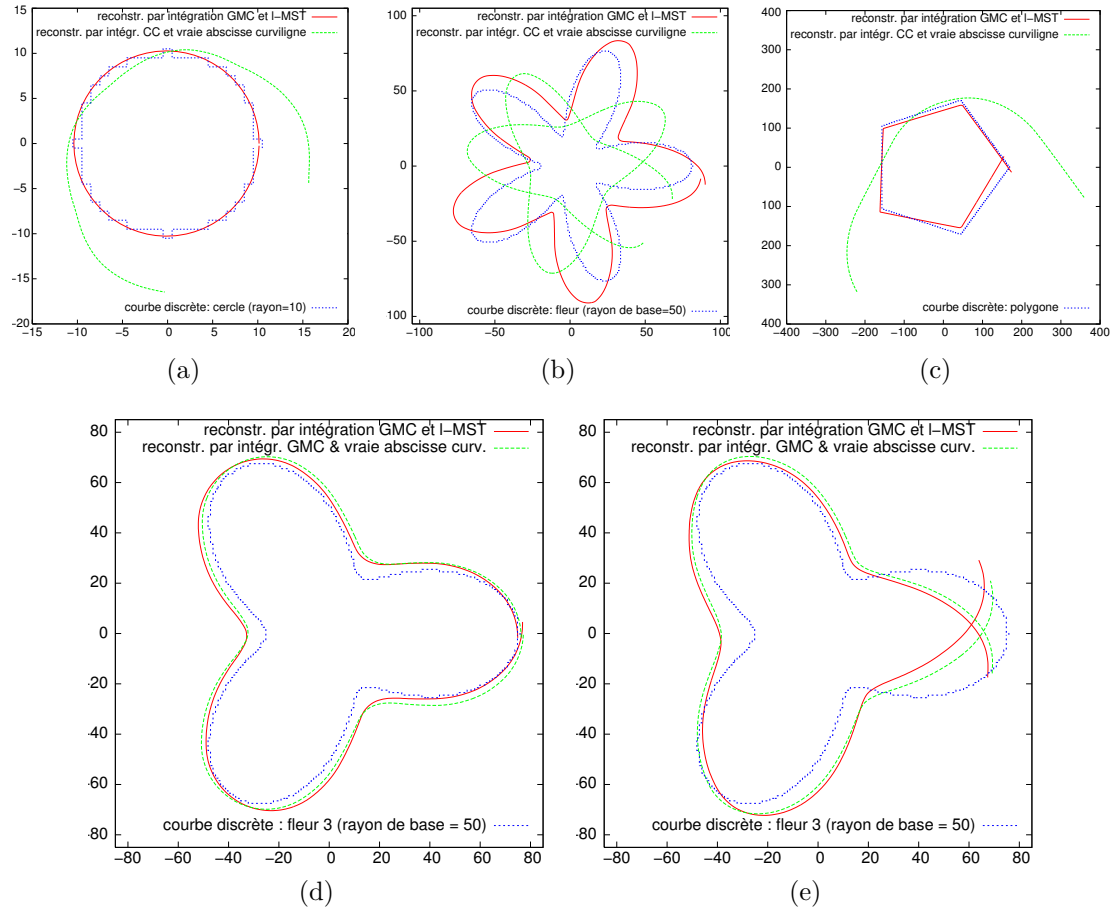 15
reconstr. par intégration GMC et l−MST
reconstr. par intégr. CC et vraie abscisse curviligne
10
5
0
−5
−10
−15
courbe discrète: cercle (rayon=10)
−20
−15 −10 −5 0 5 10 15 20
(a)
100
reconstr. par intégration GMC et l−MST
reconstr. par intégr. CC et vraie abscisse curviligne
50
0
−50
courbe discrète: fleur (rayon de base=50)
100
−100 −50 0 50 100
(b)
400
reconstr. par intégration GMC et l−MST
reconstr. par intégr. CC et vraie abscisse curviligne
300
200
100
0
100
200
300
courbe discrète: polygone
400
−400 −300 −200 −100 0 100 200 300 400
(c)
80
reconstr. par intégration GMC et l−MST
reconstr. par intégr. GMC & vraie abscisse curv.
60
40
20
0
−20
−40
−60
−80
courbe discrète : fleur 3 (rayon de base = 50)
−80 −60 −40 −20 0 20 40 60 80
(d)
80
reconstr. par intégration GMC et l−MST
reconstr. par intégr. GMC & vraie abscisse curv.
60
40
20
0
−20
−40
−60
−80
courbe discrète : fleur 3 (rayon de base = 50)
−80 −60 −40 −20 0 20 40 60 80
(e)